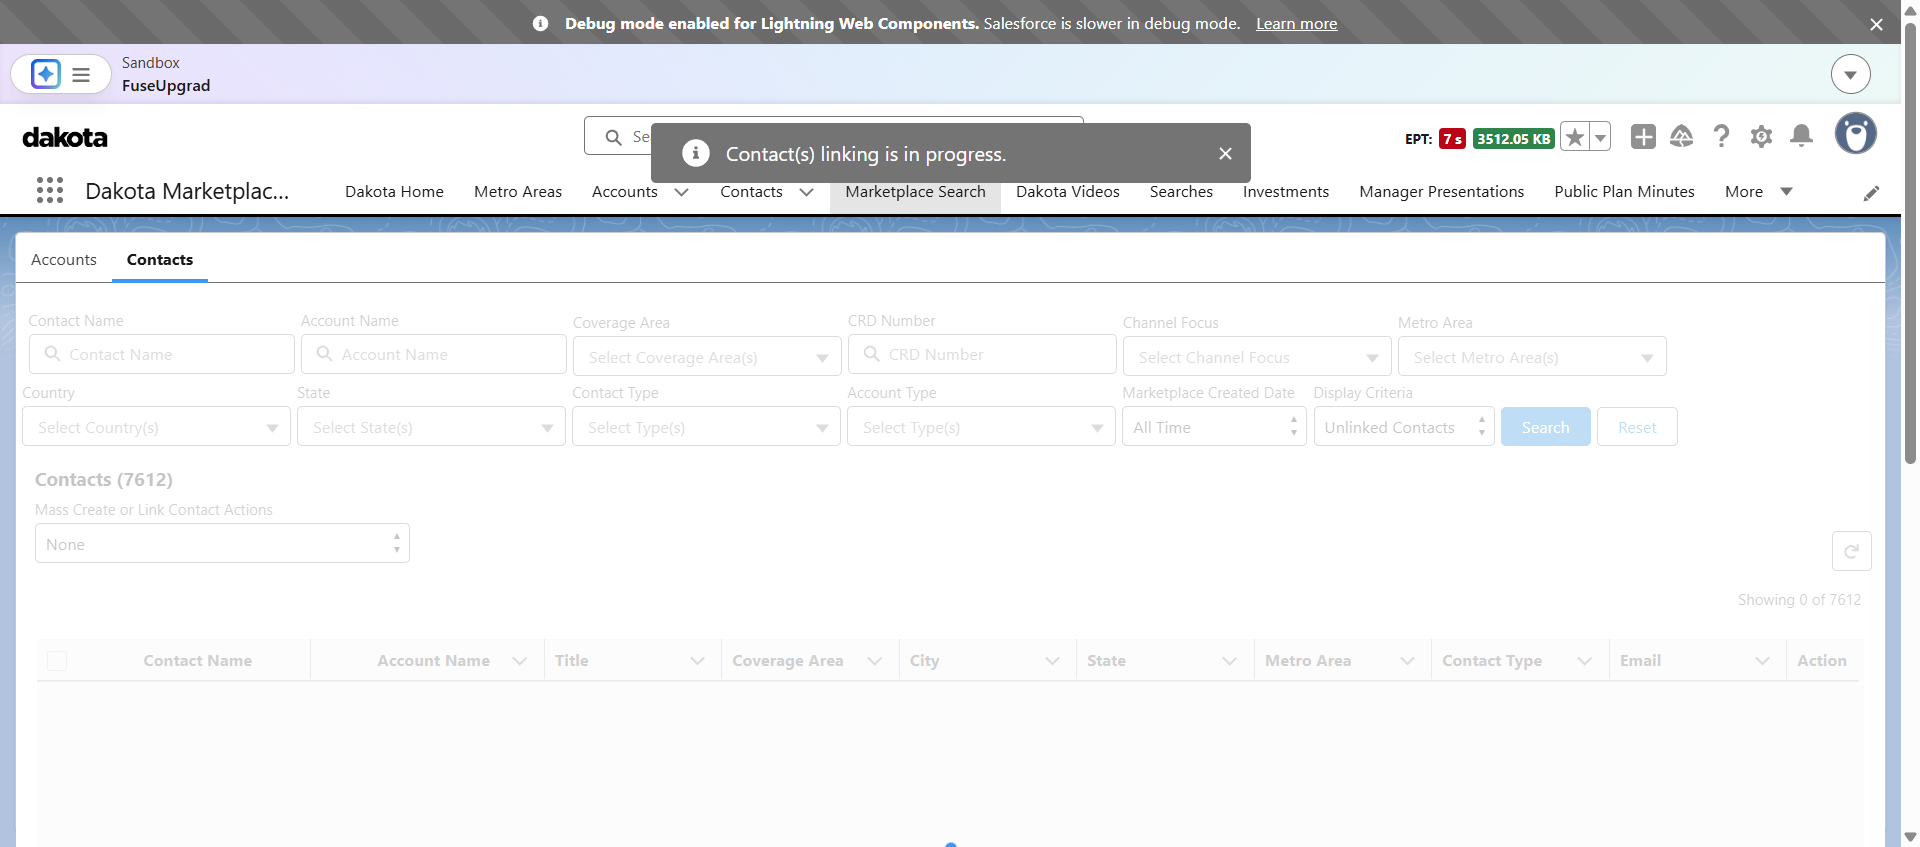 Debug mode enabled for Lightning Web Components. Salesforce is slower in debug mode. Learn more
Sandbox
FuseUpgrad
dakota
Contact(s) linking is in progress.
EPT: 7 s 3512.05 KB
Dakota Marketplac...
Dakota Home
Metro Areas
Accounts
Contacts
Marketplace Search
Dakota Videos
Searches
Investments
Manager Presentations
Public Plan Minutes
More
Accounts
Contacts
Contact Name
Account Name
Coverage Area
CRD Number
Channel Focus
Metro Area
Contact Name
Account Name
Select Coverage Area(s)
CRD Number
Select Channel Focus
Select Metro Area(s)
Country
State
Contact Type
Account Type
Marketplace Created Date
Display Criteria
Select Country(s)
Select State(s)
Select Type(s)
Select Type(s)
All Time
Unlinked Contacts
Search
Reset
Contacts (7612)
Mass Create or Link Contact Actions
None
Showing 0 of 7612
Contact Name
Account Name
Title
Coverage Area
City
State
Metro Area
Contact Type
Email
Action